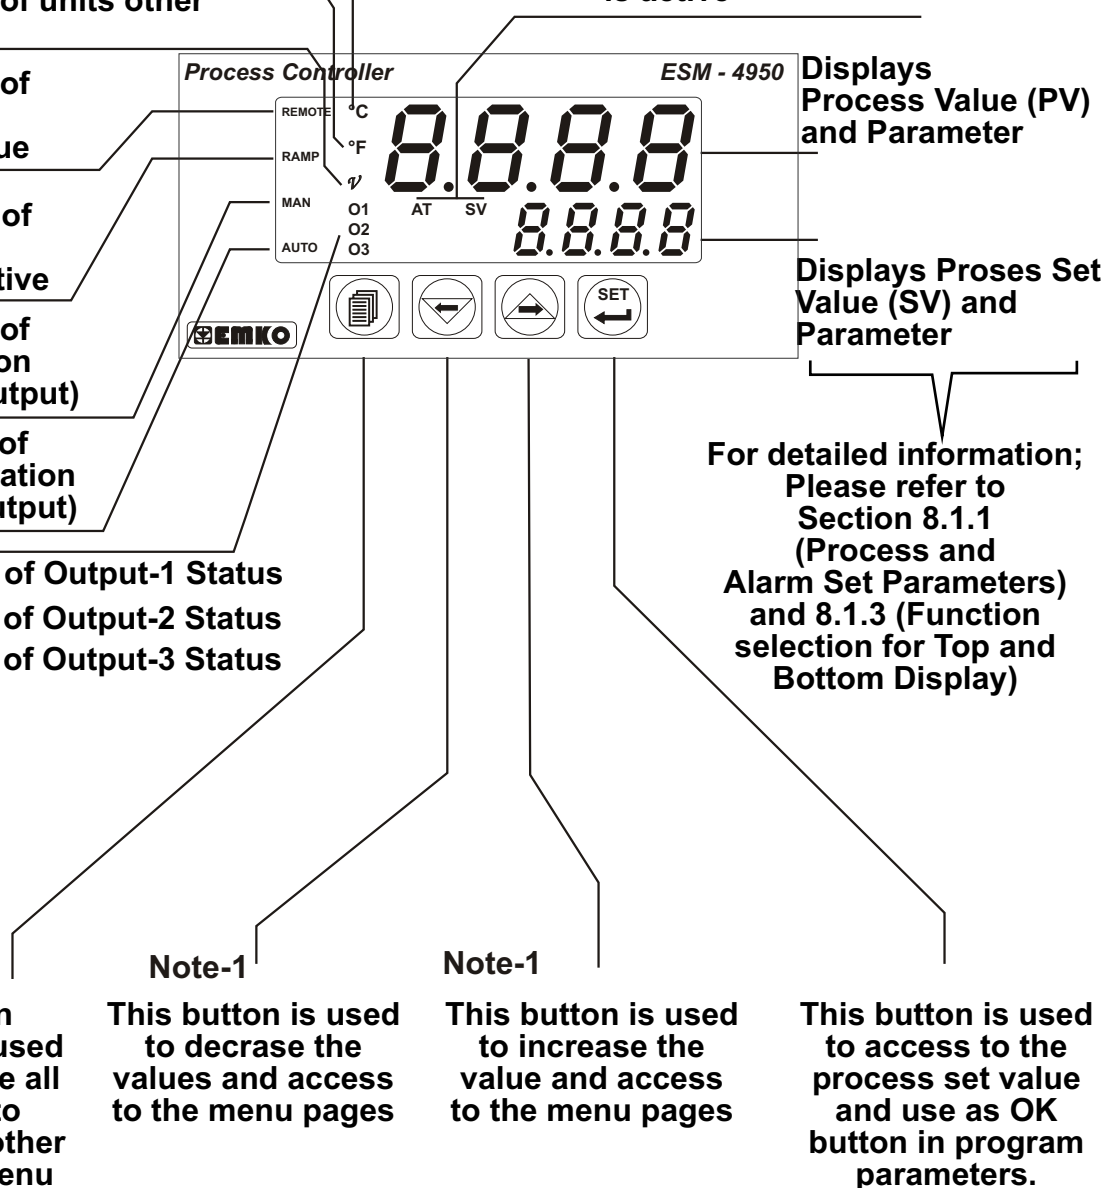 of units other
is active
of
ue
of
tive
of
on
utput)
of
ation
utput)
of Output-1 Status
of Output-2 Status
of Output-3 Status
Process Controller
ESM - 4950
REMOTE
RAMP
MAN
AUTO
°C
°F
V
O1
O2
O3
8.8.8.8
AT SV
8.8.8.8
SET
EMKO
Displays
Process Value (PV)
and Parameter
Displays Proses Set
Value (SV) and
Parameter
For detailed information;
Please refer to
Section 8.1.1
(Process and
Alarm Set Parameters)
and 8.1.3 (Function
selection for Top and
Bottom Display)
n
used
e all
to
other
enu
Note-1
This button is used
to decrase the
values and access
to the menu pages
Note-1
This button is used
to increase the
value and access
to the menu pages
This button is used
to access to the
process set value
and use as OK
button in program
parameters.